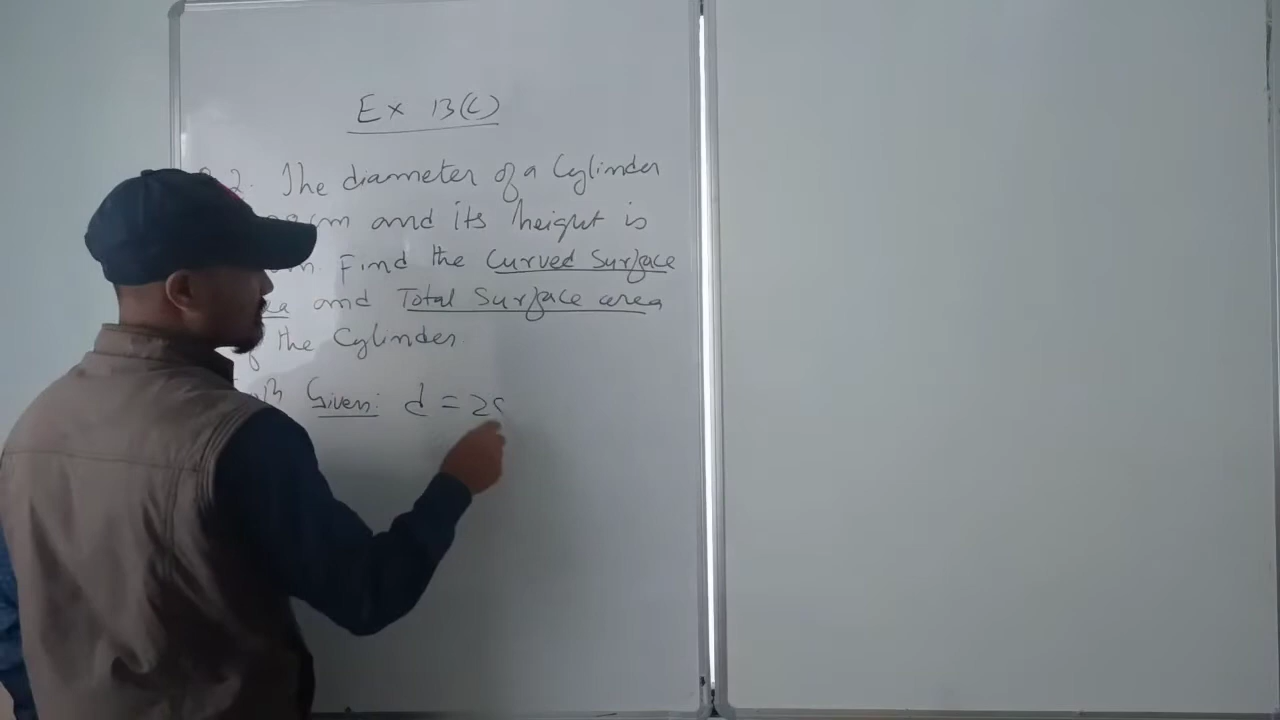 Ex 13(C)
2. The diameter of a Cylinder
cm and its height is
Find the Curved Surface
and Total Surface area
the Cylinder.
Given: d = 2